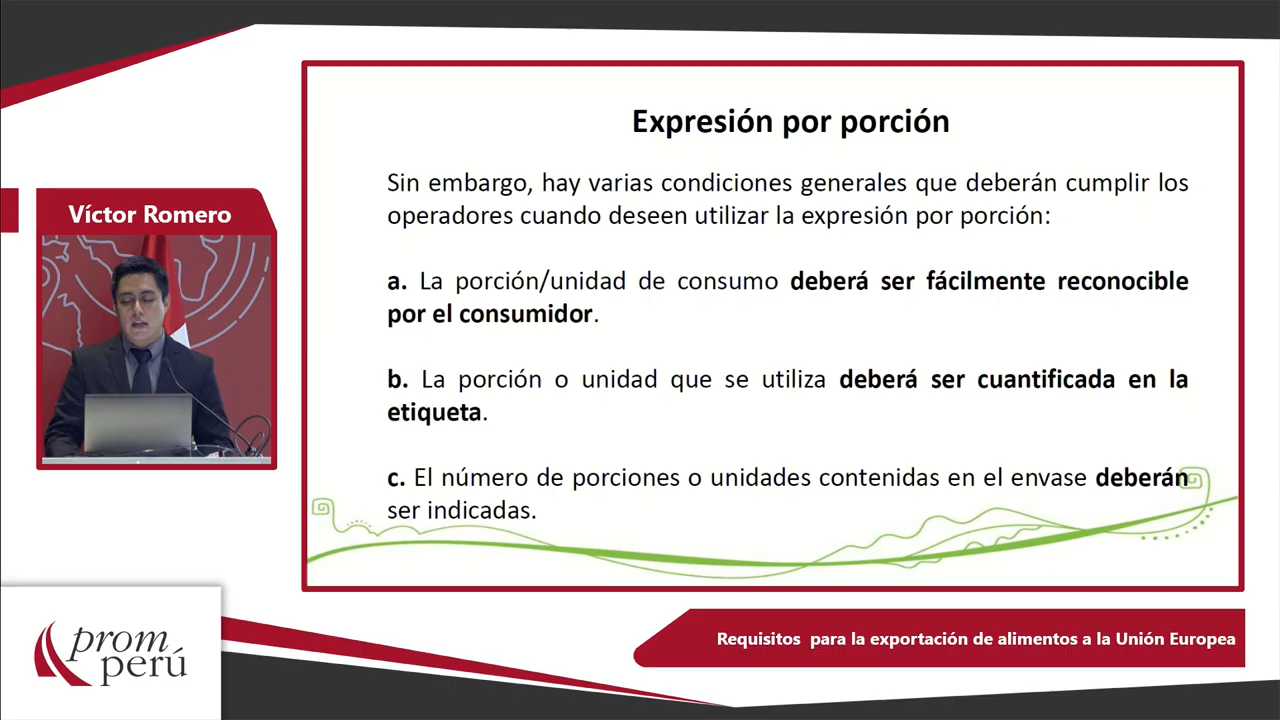 Expresión por porción
Sin embargo, hay varias condiciones generales que deberán cumplir los
operadores cuando deseen utilizar la expresión por porción:
a. La porción/unidad de consumo deberá ser fácilmente reconocible
por el consumidor.
b. La porción o unidad que se utiliza deberá ser cuantificada en la
etiqueta.
c. El número de porciones o unidades contenidas en el envase deberán
ser indicadas.
Víctor Romero
prom
perú
Requisitos para la exportación de alimentos a la Unión Europea